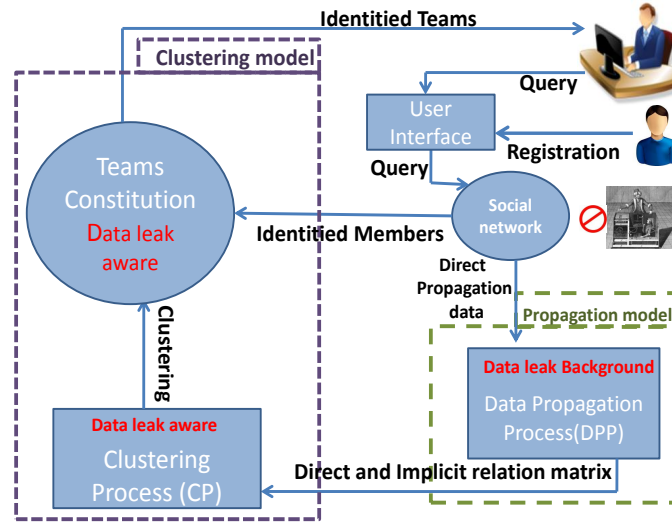 Identitied Teams
Clustering model
Query
User
Interface
Registration
Query
Teams
Constitution
Data leak
aware
Social
network
Identitied Members
Direct
Propagation
data
Propagation model
Clustering
Data leak Background
Data Propagation
Process(DPP)
Data leak aware
Clustering
Process (CP)
Direct and Implicit relation matrix